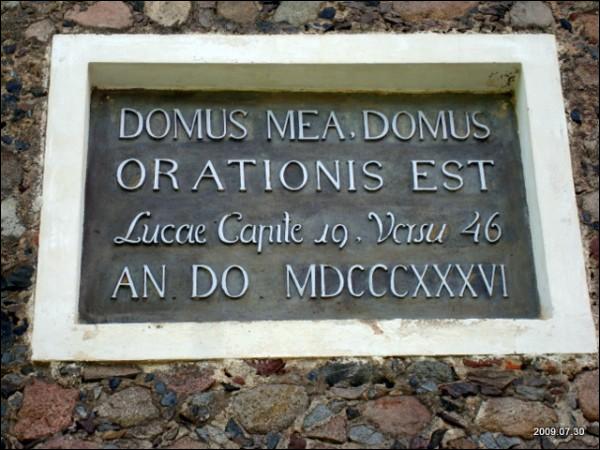 DOMUS MEA, DOMUS
ORATIONIS EST
Lucae Capite 19, Versu 46
AN DO MDCCCXXXVI
2009.07.30